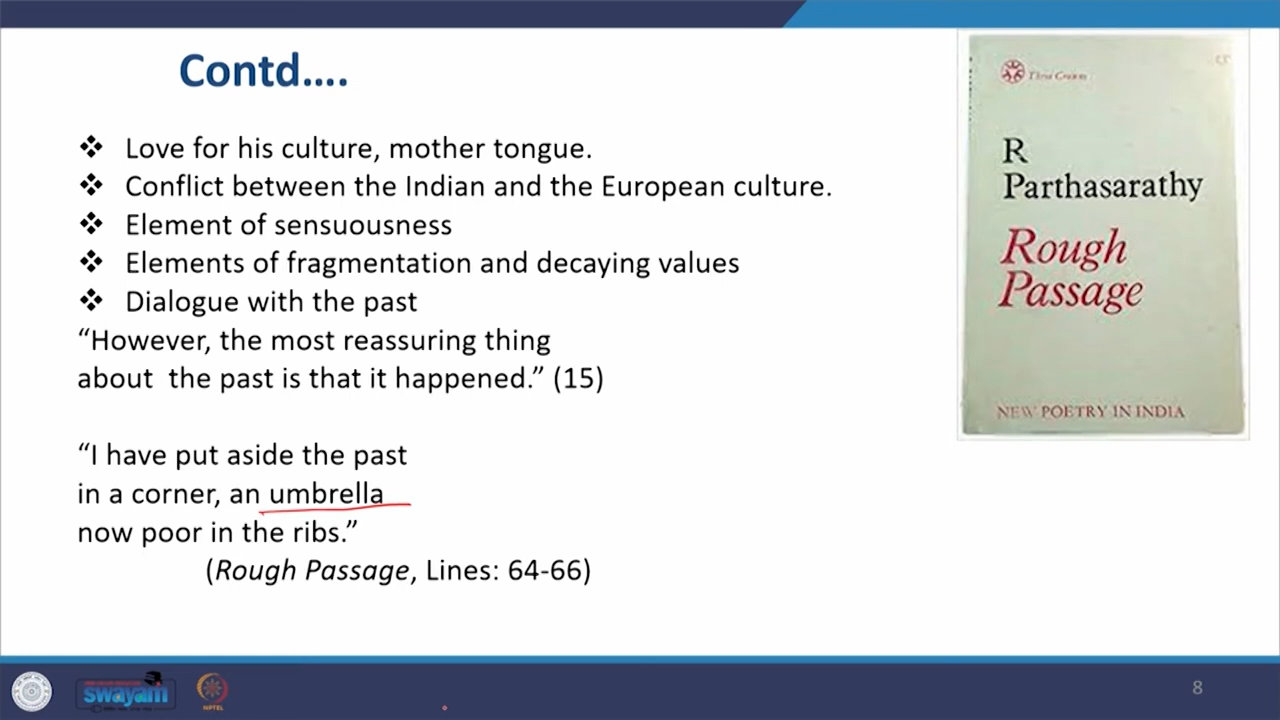 Contd....
❖ Love for his culture, mother tongue.
❖ Conflict between the Indian and the European culture.
❖ Element of sensuousness
❖ Elements of fragmentation and decaying values
❖ Dialogue with the past
“However, the most reassuring thing
about the past is that it happened.” (15)
“I have put aside the past
in a corner, an umbrella
now poor in the ribs.”
(Rough Passage, Lines: 64-66)
Three Crowns
R
Parthasarathy
Rough
Passage
NEW POETRY IN INDIA
swayam
NPTEL
8